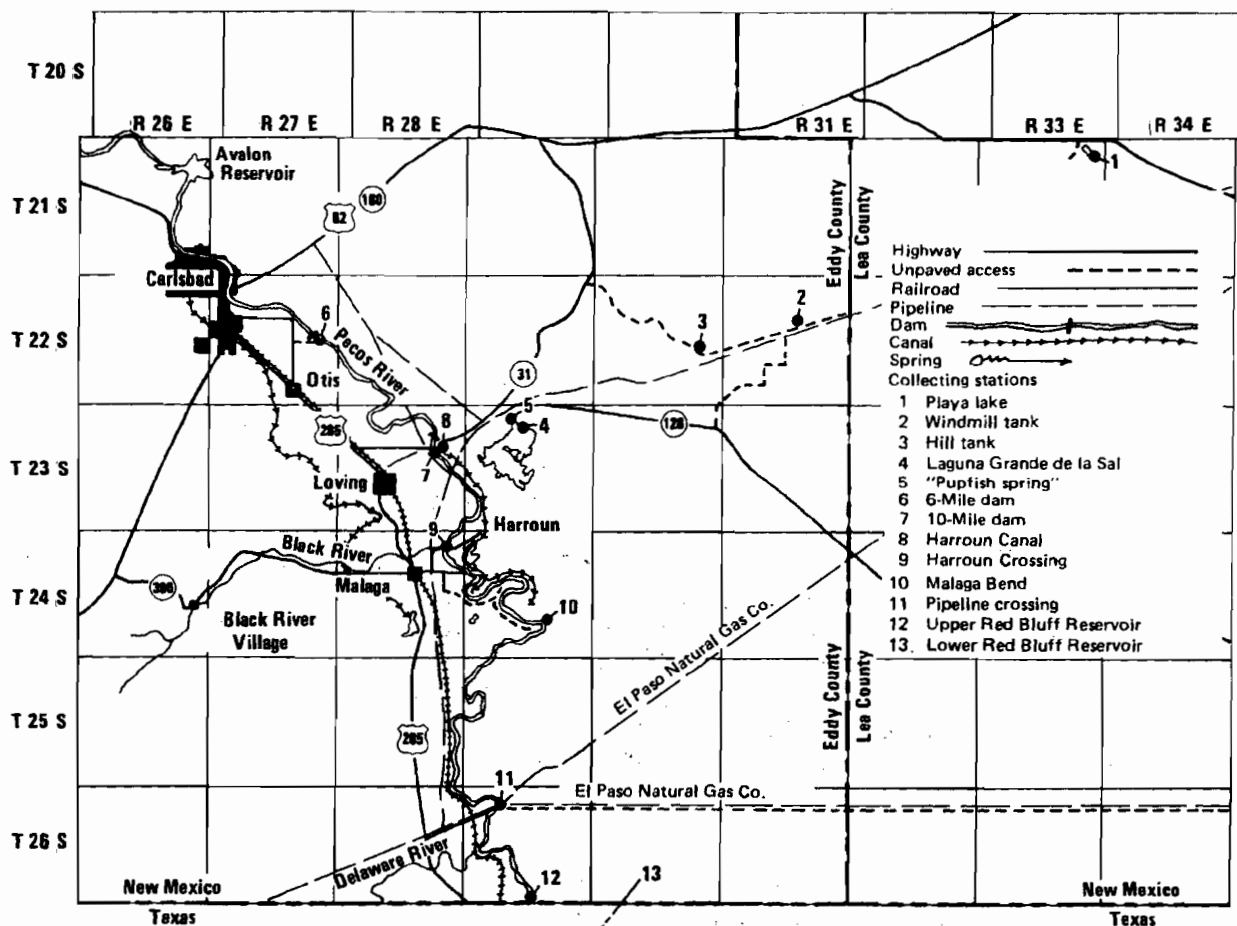 T 20 S
R 26 E R 27 E R 28 E R 31 E R 33 E R 34 E
Avalon
Reservoir
1
T 21 S
180
62
Eddy County
Lea County
Highway
Unpaved access
Railroad
Pipeline
Dam
Canal
Spring
Collecting stations
1 Playa lake
2 Windmill tank
3 Hill tank
4 Laguna Grande de la Sal
5 "Pupfish spring"
6 6-Mile dam
7 10-Mile dam
8 Harroun Canal
9 Harroun Crossing
10 Malaga Bend
11 Pipeline crossing
12 Upper Red Bluff Reservoir
13 Lower Red Bluff Reservoir
Carlsbad
2
6
3
T 22 S
Pecos River
31
Otis
5
285
8
4
128
T 23 S
7
Loving
9
Harroun
Black River
Malaga
396
T 24 S
10
Black River
Village
El Paso Natural Gas Co.
Eddy County
Lea County
T 25 S
285
11
El Paso Natural Gas Co.
T 26 S
Delaware River
12
13
New Mexico
Texas
New Mexico
Texas